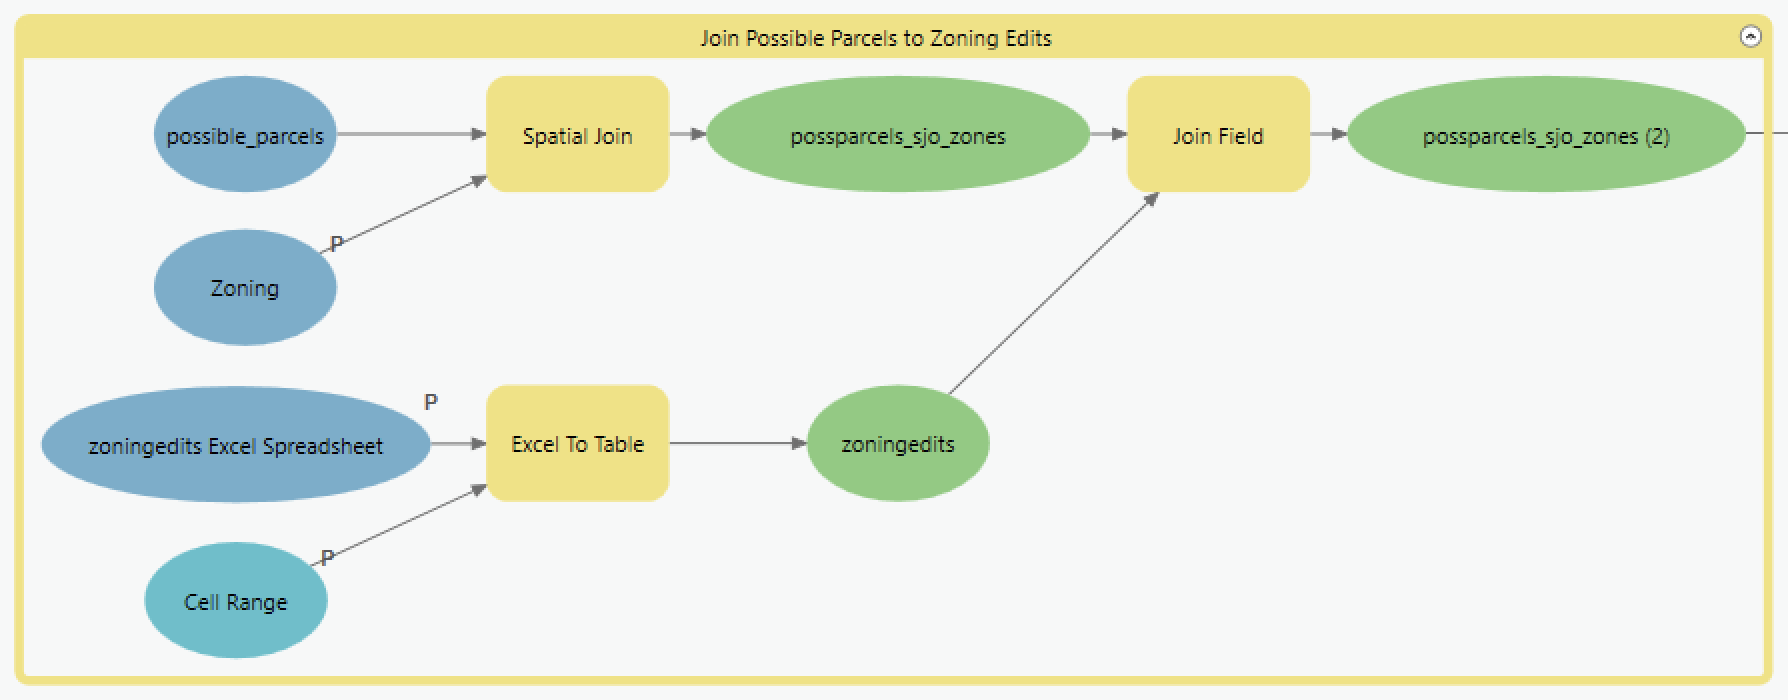 Join Possible Parcels to Zoning Edits
possible_parcels
Spatial Join
possparcels_sjo_zones
Join Field
possparcels_sjo_zones (2)
P
Zoning
P
zoningedits Excel Spreadsheet
Excel To Table
zoningedits
P
Cell Range